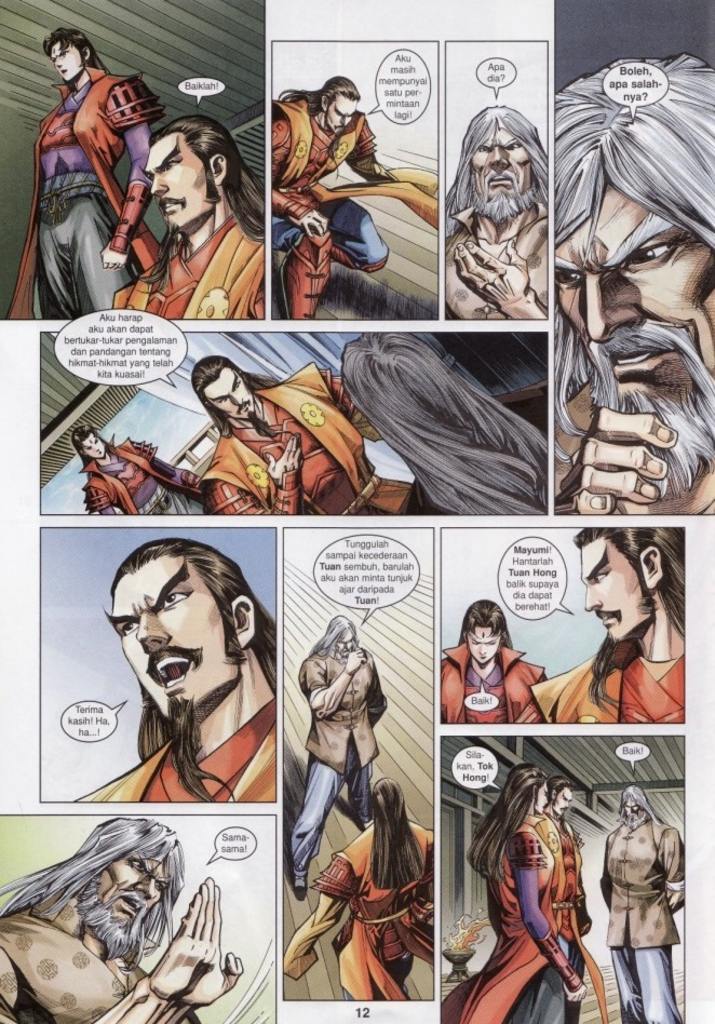 Baiklah!
Aku
masih
mempunyai
satu per-
mintaan
lagi!
Apa
dia?
Boleh,
apa salah-
nya?
Aku harap
aku akan dapat
bertukar-tukar pengalaman
dan pandangan tentang
hikmat-hikmat yang telah
kita kuasai!
Terima
kasih! Ha,
ha...!
Sama-
sama!
Tunggulah
sampai kecederaan
Tuan sembuh, barulah
aku akan minta tunjuk
ajar daripada
Tuan!
Mayumi!
Hantarlah
Tuan Hong
balik supaya
dia dapat
berehat!
Baik!
Sila-
kan, Tok
Hong!
Baik!
12